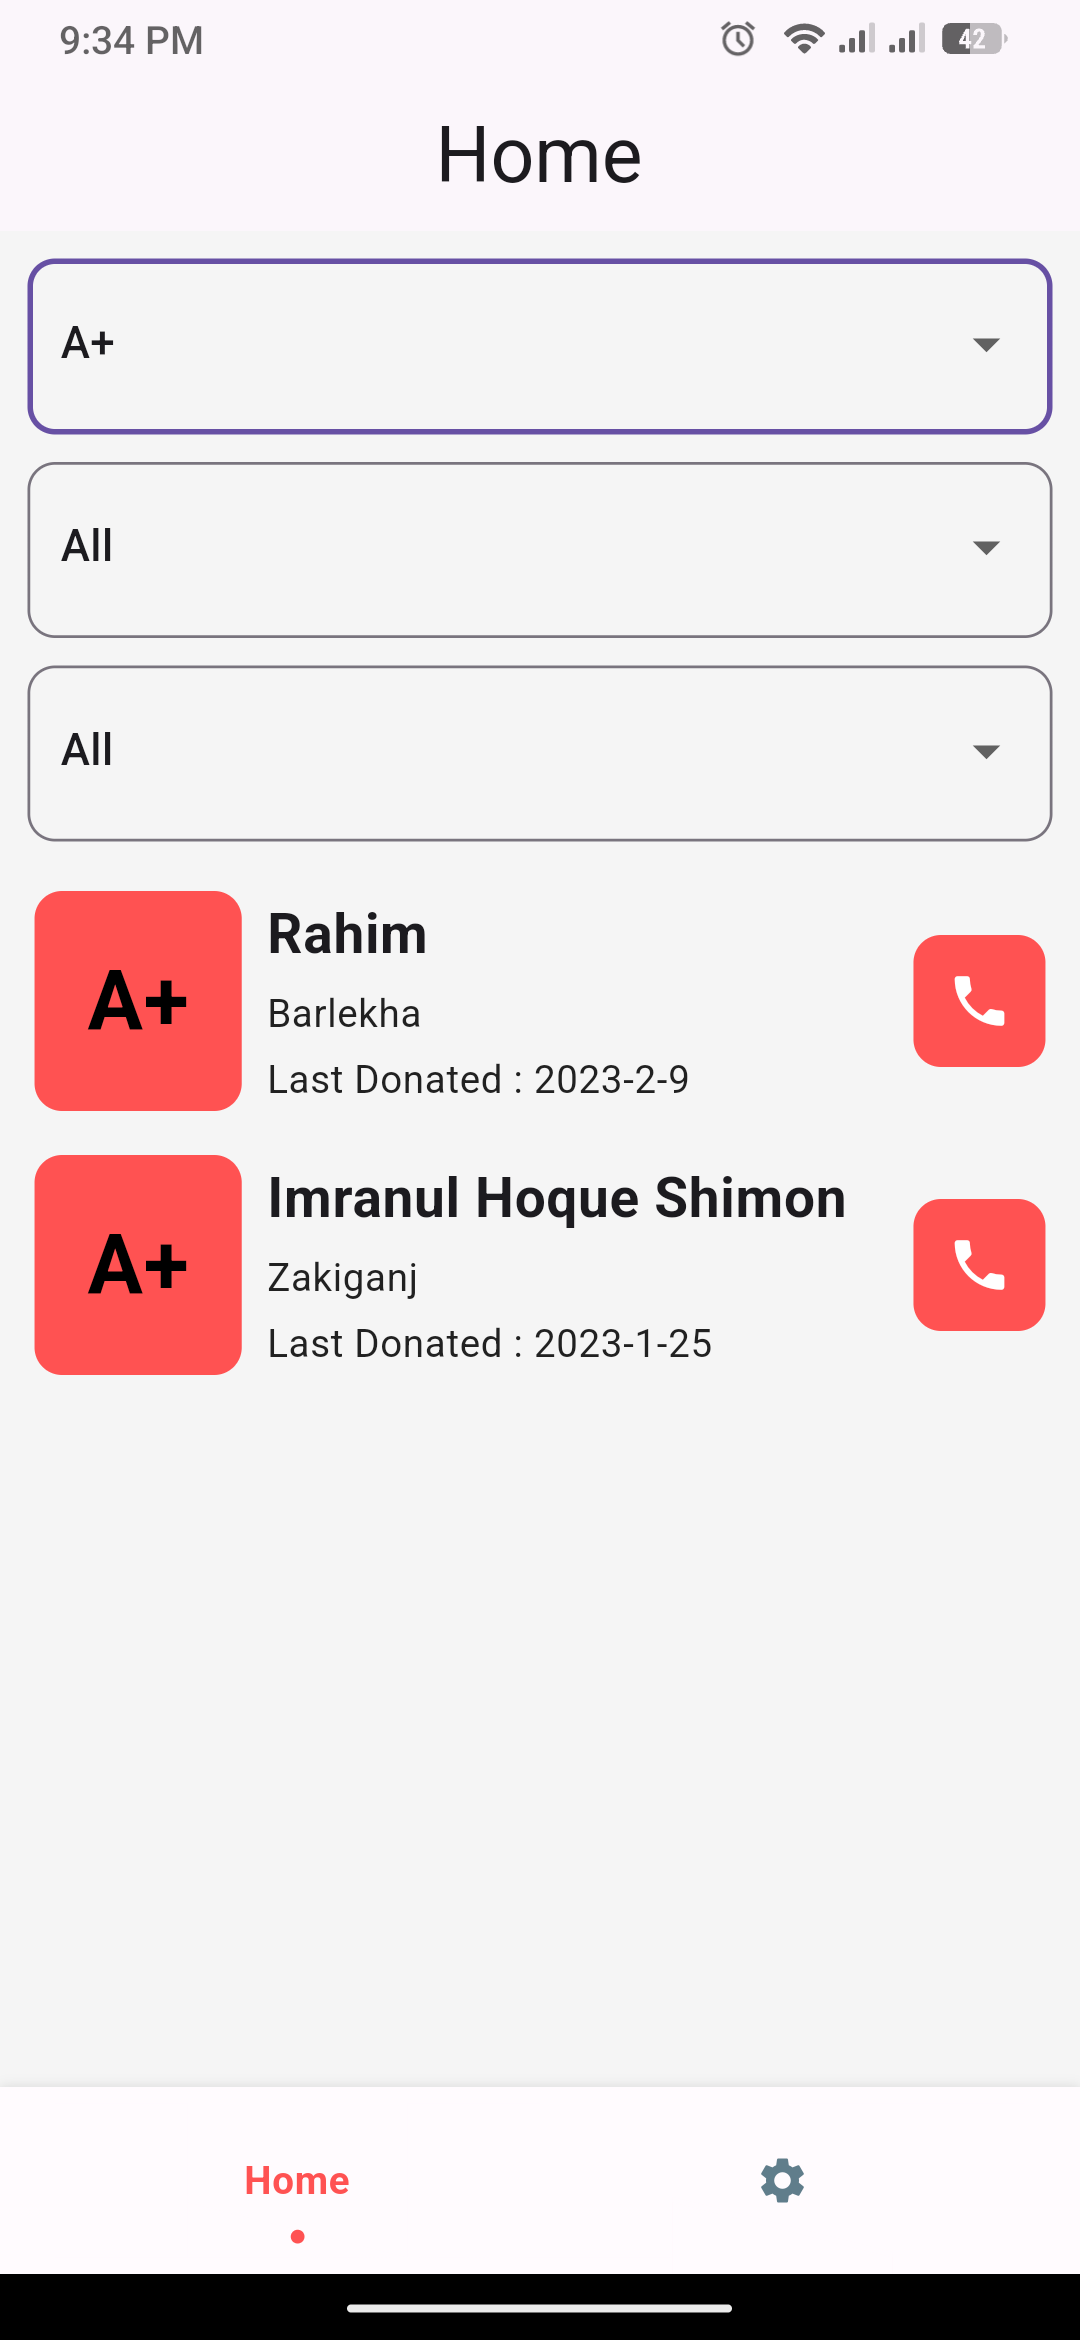 9:34 PM
42
Home
A+
All
All
A+
Rahim
Barlekha
Last Donated : 2023-2-9
A+
Imranul Hoque Shimon
Zakiganj
Last Donated : 2023-1-25
Home